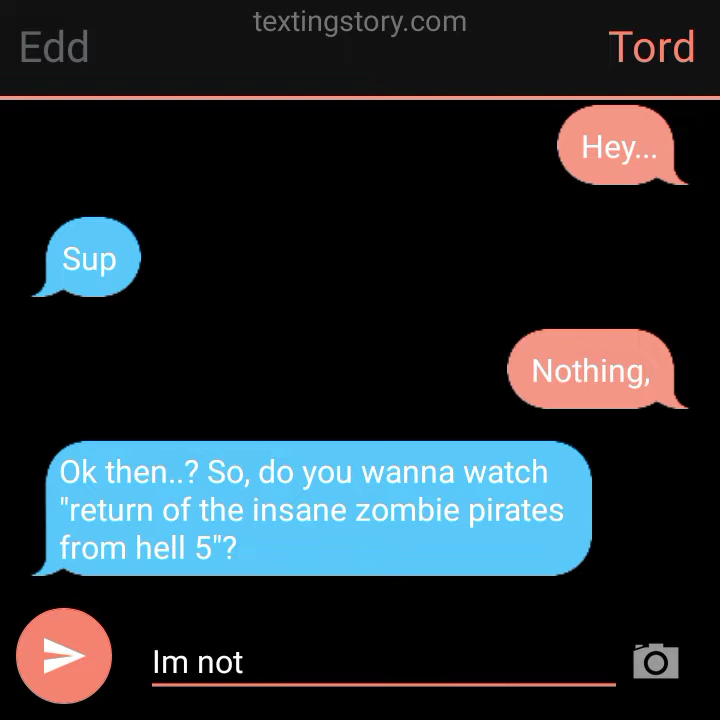 textingstory.com
Edd
Tord
Hey...
Sup
Nothing,
Ok then..? So, do you wanna watch
"return of the insane zombie pirates
from hell 5"?
Im not